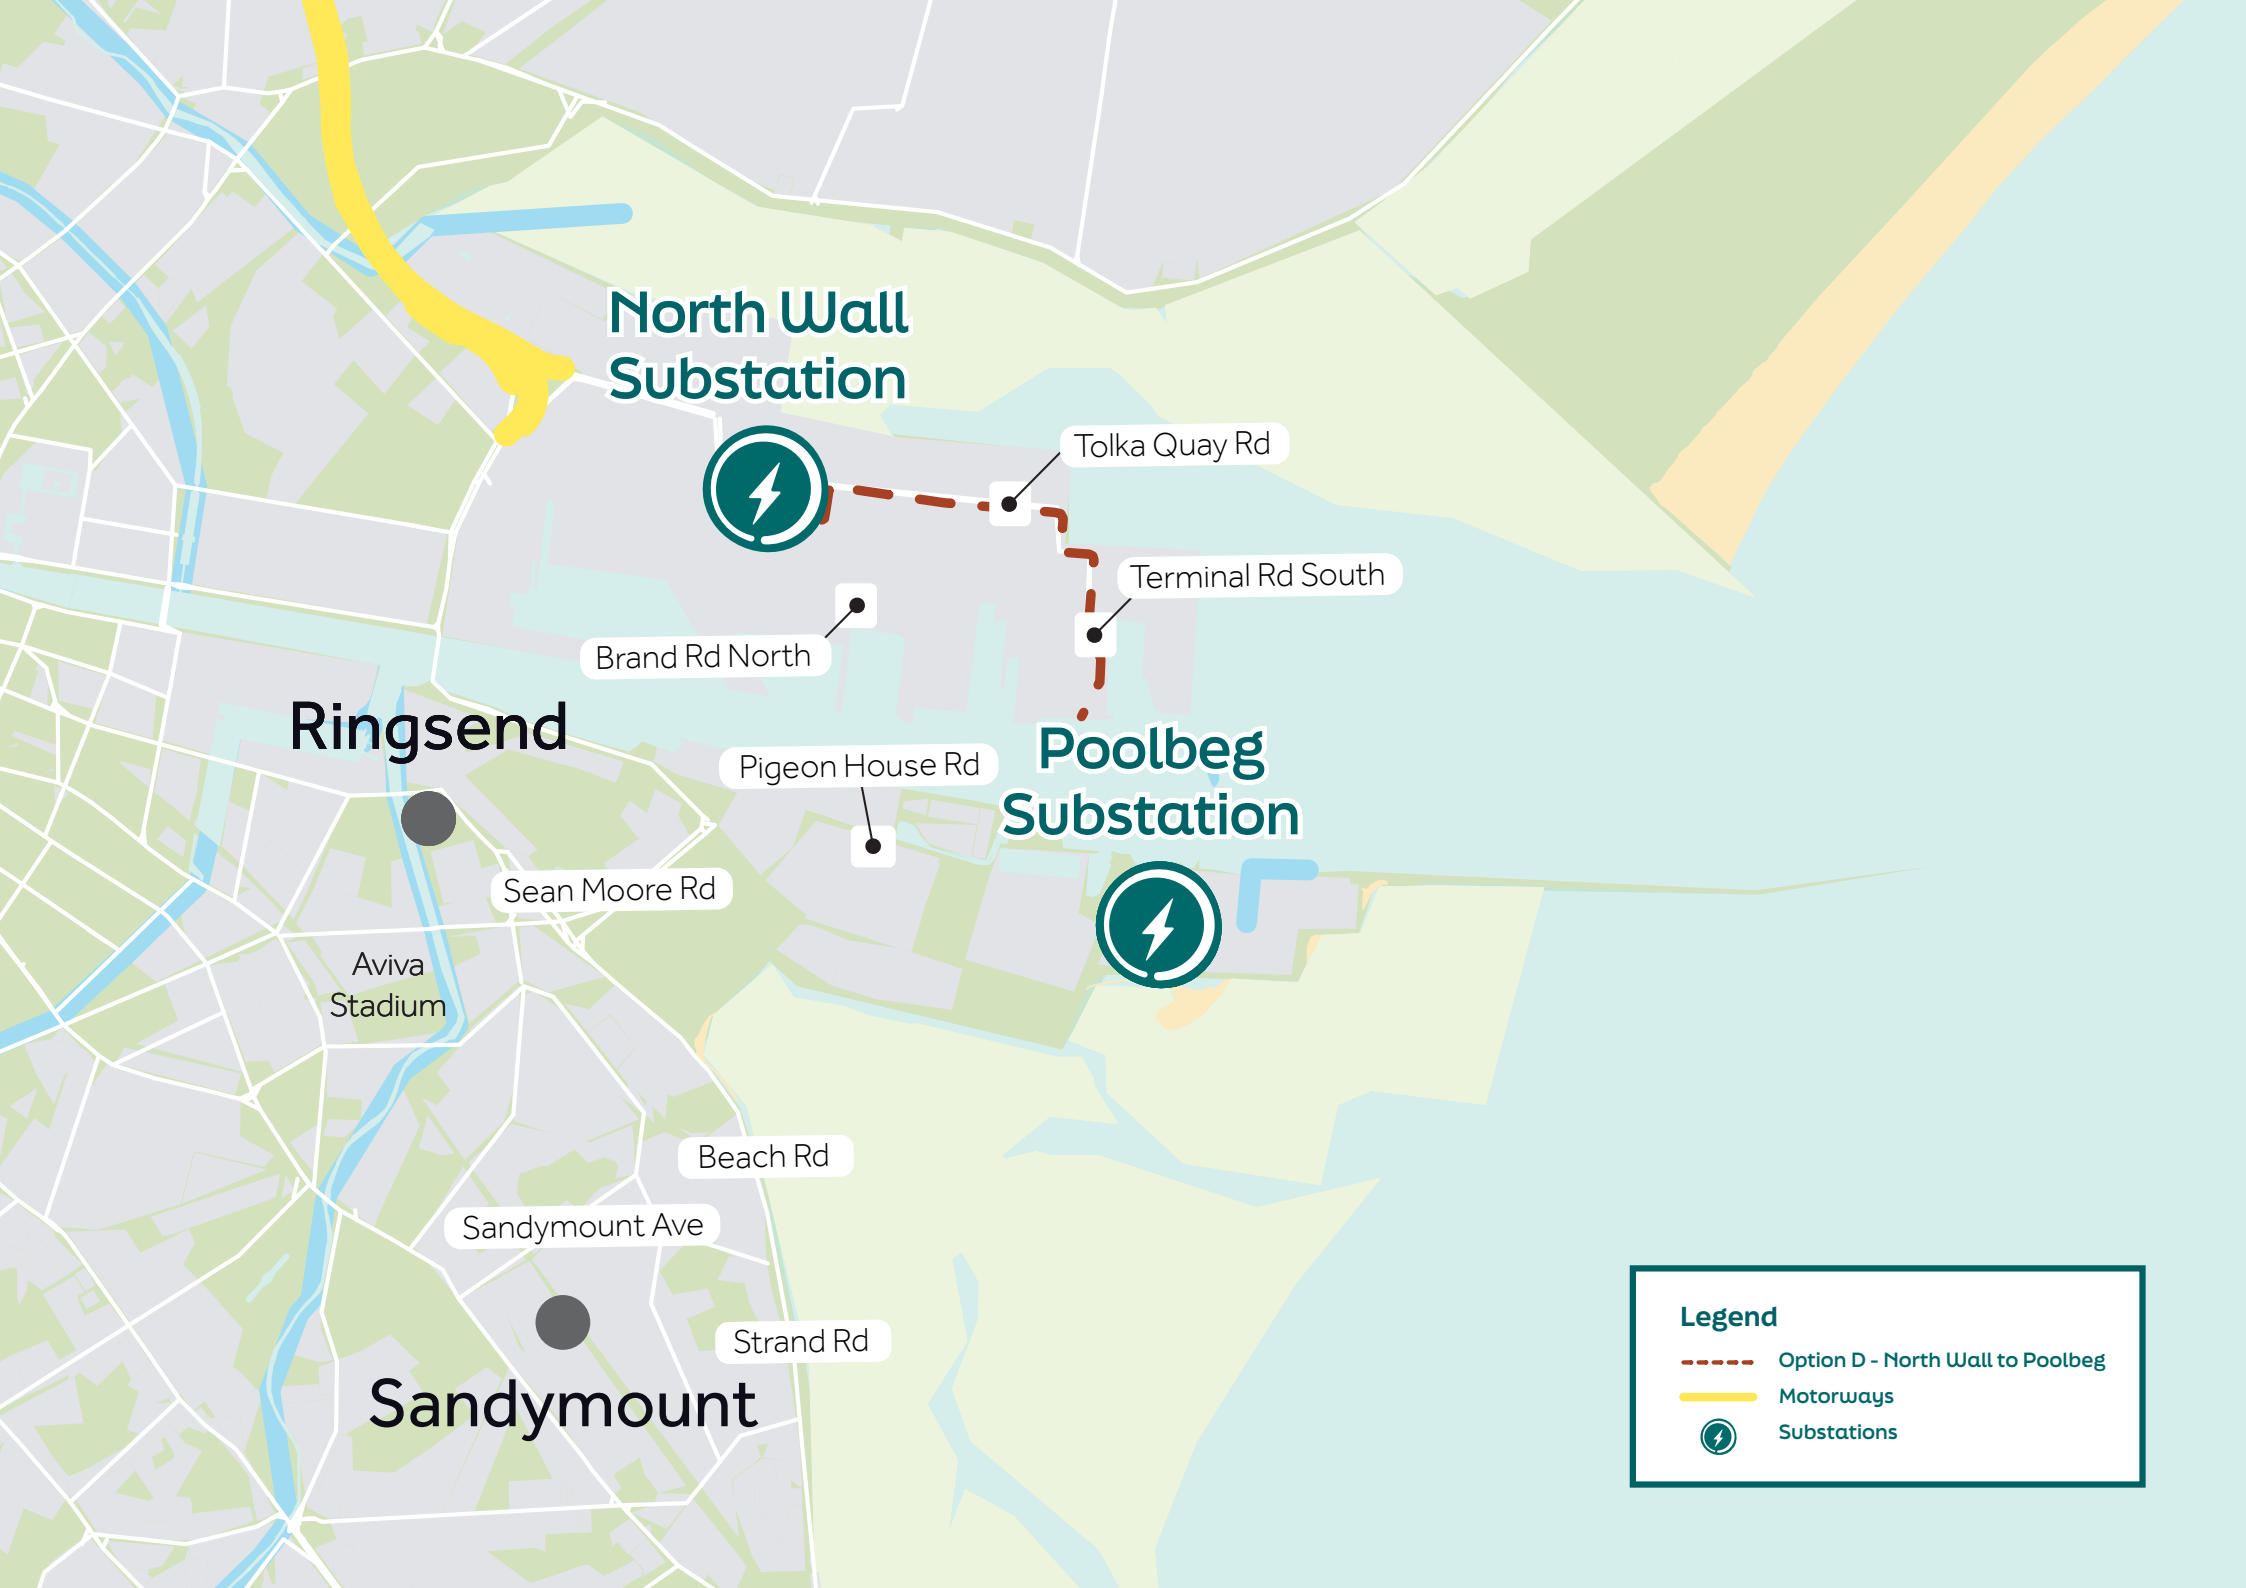 North Wall
Substation
Tolka Quay Rd
Terminal Rd South
Brand Rd North
Ringsend
Pigeon House Rd
Poolbeg
Substation
Sean Moore Rd
Aviva
Stadium
Beach Rd
Sandymount Ave
Strand Rd
Sandymount
Legend
Option D - North Wall to Poolbeg
Motorways
Substations